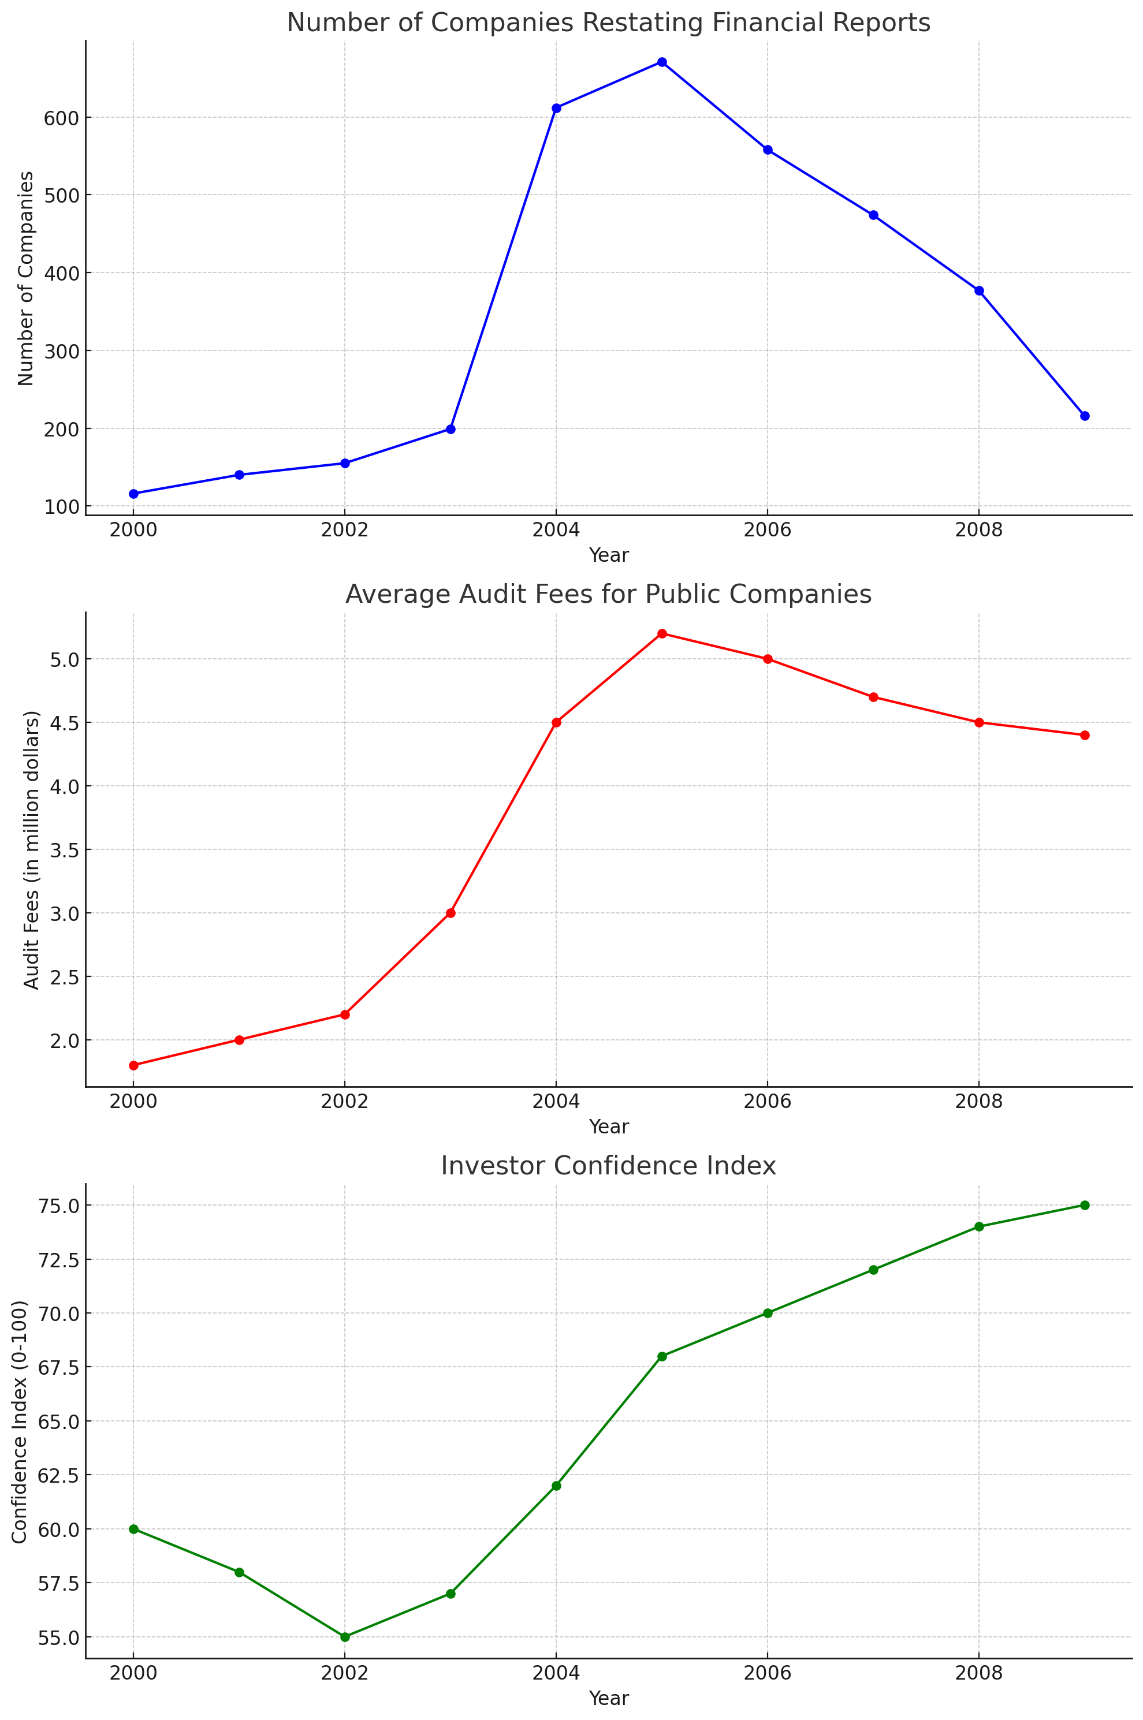 Number of Companies Restating Financial Reports
Number of Companies
600
500
400
300
200
100
2000 2002 2004 2006 2008
Year
Average Audit Fees for Public Companies
Audit Fees (in million dollars)
5.0
4.5
4.0
3.5
3.0
2.5
2.0
2000 2002 2004 2006 2008
Year
Investor Confidence Index
Confidence Index (0-100)
75.0
72.5
70.0
67.5
65.0
62.5
60.0
57.5
55.0
2000 2002 2004 2006 2008
Year